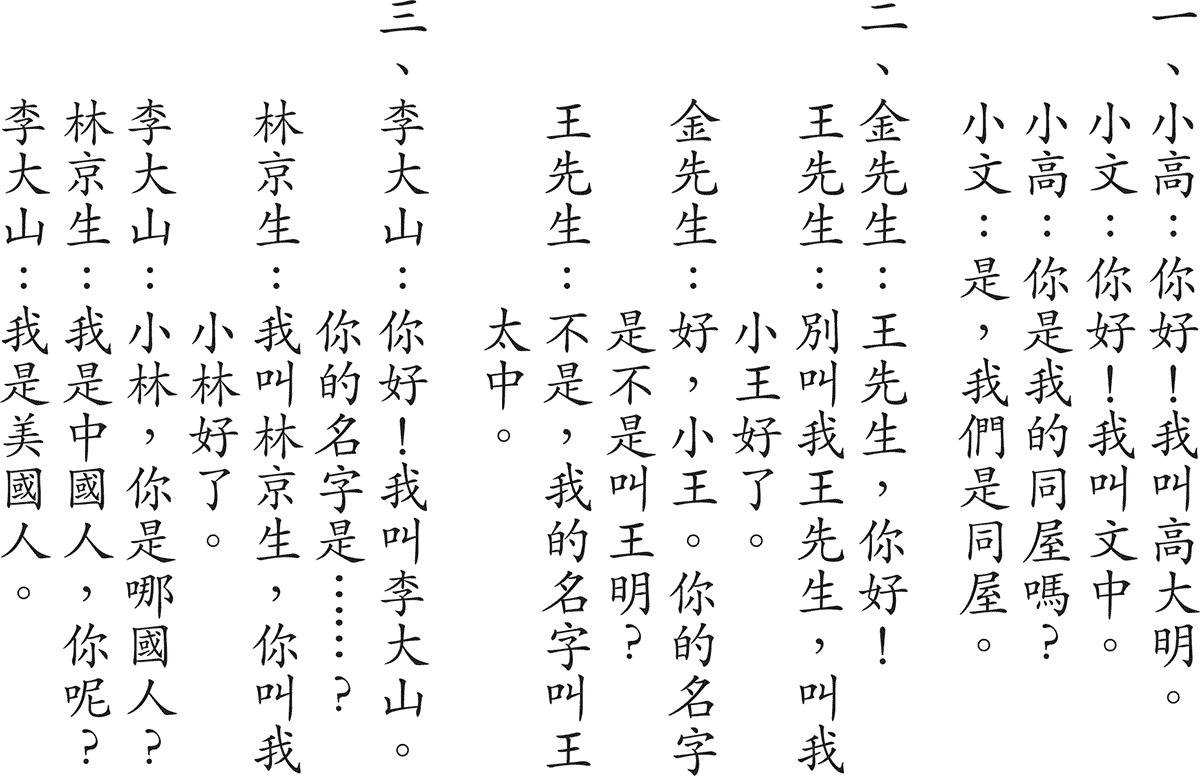 一、小高：你好！我叫高大明。
小文：你好！我叫文中。
小高：你是我的同屋嗎？
小文：是，我們是同屋。
二、金先生：王先生，你好！
王先生：別叫我王先生，叫我
小王好了。
金先生：好，小王。你的名字
是不是叫王明？
王先生：不是，我的名字叫王
太中。
三、李大山：你好！我叫李大山。
你的名字是……？
林京生：我叫林京生，你叫我
小林好了。
李大山：小林，你是哪國人？
林京生：我是中國人，你呢？
李大山：我是美國人。